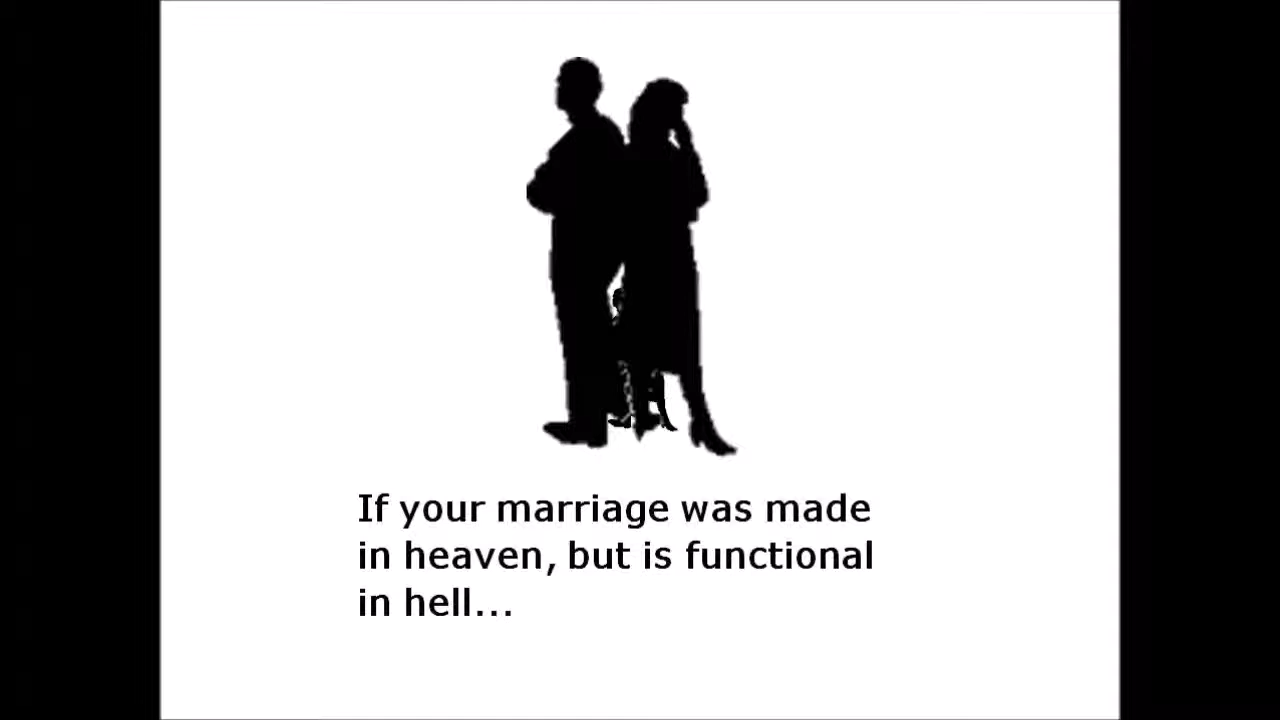 If your marriage was made
in heaven, but is functional
in hell...